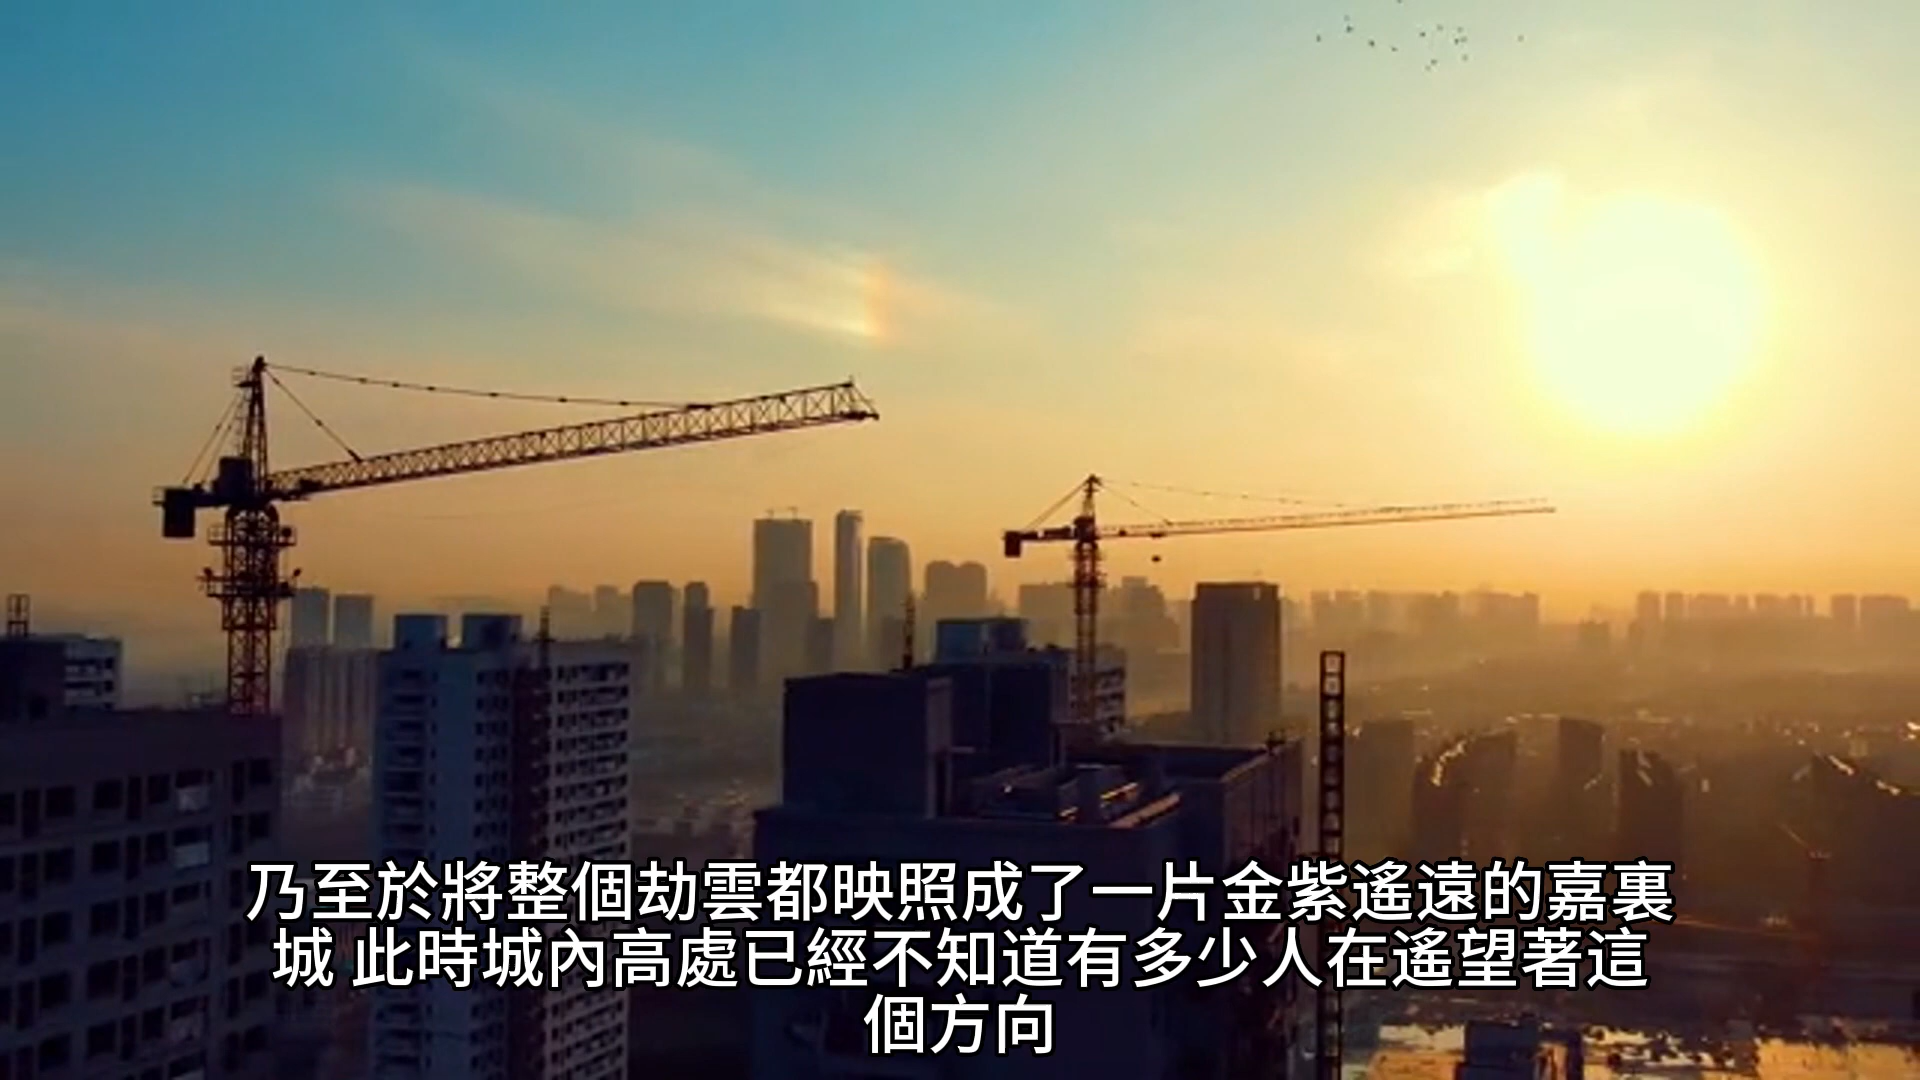 乃至於將整個劫雲都映照成了一片金紫遙遠的嘉裏
城 此時城內高處已經不知道有多少人在遙望著這
個方向